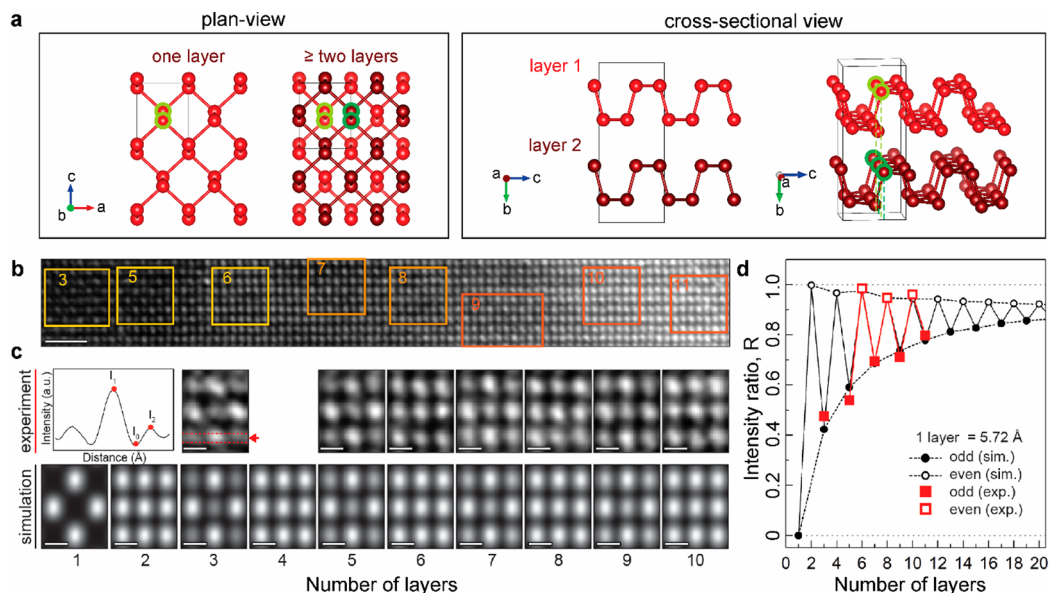 a
plan-view
cross-sectional view
one layer
≥ two layers
layer 1
layer 2
c
b
a
a
c
b
a
c
b
b
3
5
6
7
8
9
10
11
c
experiment
Intensity (a.u.)
I1
I0
I2
Distance (Å)
simulation
1 2 3 4 5 6 7 8 9 10
Number of layers
d
Intensity ratio, R
1.0
0.8
0.6
0.4
0.2
0
1 layer = 5.72 Å
odd (sim.)
even (sim.)
odd (exp.)
even (exp.)
0 2 4 6 8 10 12 14 16 18 20
Number of layers